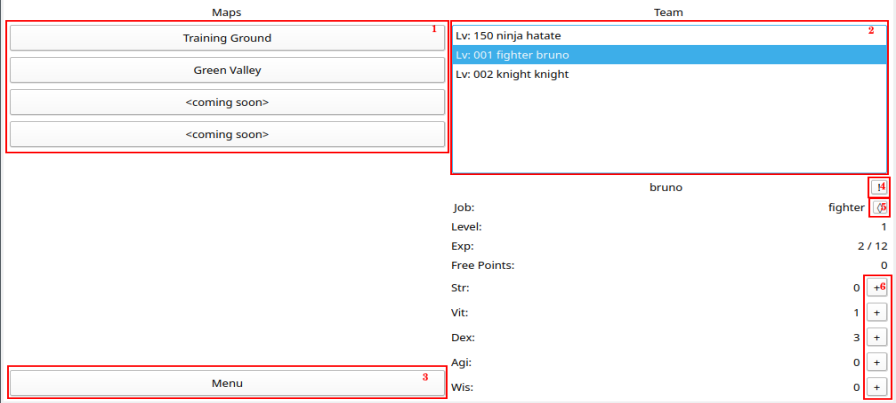 Maps
Training Ground 1
Green Valley
<coming soon>
<coming soon>
Menu 3
Team
Lv: 150 ninja hatate 2
Lv: 001 fighter bruno
Lv: 002 knight knight
bruno 4
Job: fighter 5
Level: 1
Exp: 2 / 12
Free Points: 0
Str: 0 + 6
Vit: 1 +
Dex: 3 +
Agi: 0 +
Wis: 0 +